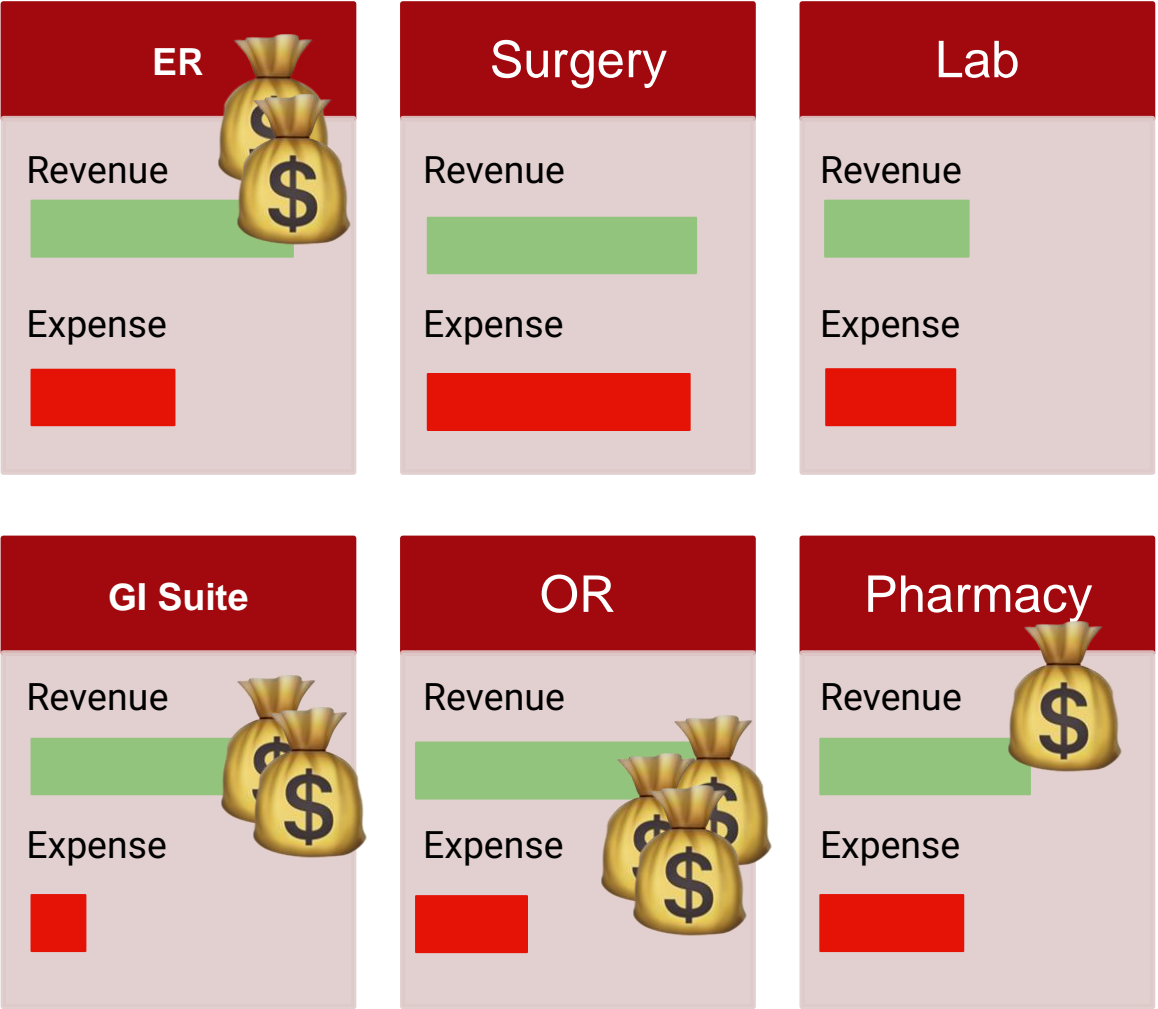 ER
Revenue
Expense
Surgery
Revenue
Expense
Lab
Revenue
Expense
GI Suite
Revenue
$
$
Expense
OR
Revenue
$
$
$
Expense
Pharmacy
Revenue
$
Expense